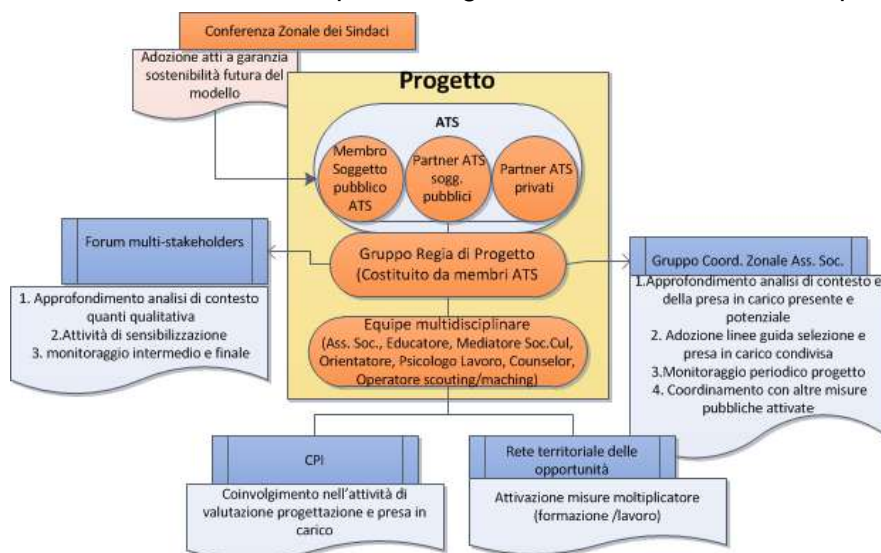 Conferenza Zonale dei Sindaci
Adozione atti a garanzia
sostenibilità futura del
modello
Progetto
ATS
Membro
Soggetto
pubblico
ATS
Partner ATS
sogg.
pubblici
Partner ATS
privati
Forum multi-stakeholders
1. Approfondimento analisi di contesto
quanti qualitativa
2.Attività di sensibilizzazione
3. monitoraggio intermedio e finale
Gruppo Regia di Progetto
(Costituito da membri ATS
Gruppo Coord. Zonale Ass. Soc.
1.Approfondimento analisi di contesto e
della presa in carico presente e
potenziale
2. Adozione linee guida selezione e
presa in carico condivisa
3.Monitoraggio periodico progetto
4. Coordinamento con altre misure
pubbliche attivate
Equipe multidisciplinare
(Ass. Soc., Educatore, Mediatore Soc.Cul,
Orientatore, Psicologo Lavoro, Counselor,
Operatore scouting/maching)
CPI
Coinvolgimento nell'attività di
valutazione progettazione e presa in
carico
Rete territoriale delle
opportunità
Attivazione misure moltiplicatore
(formazione /lavoro)